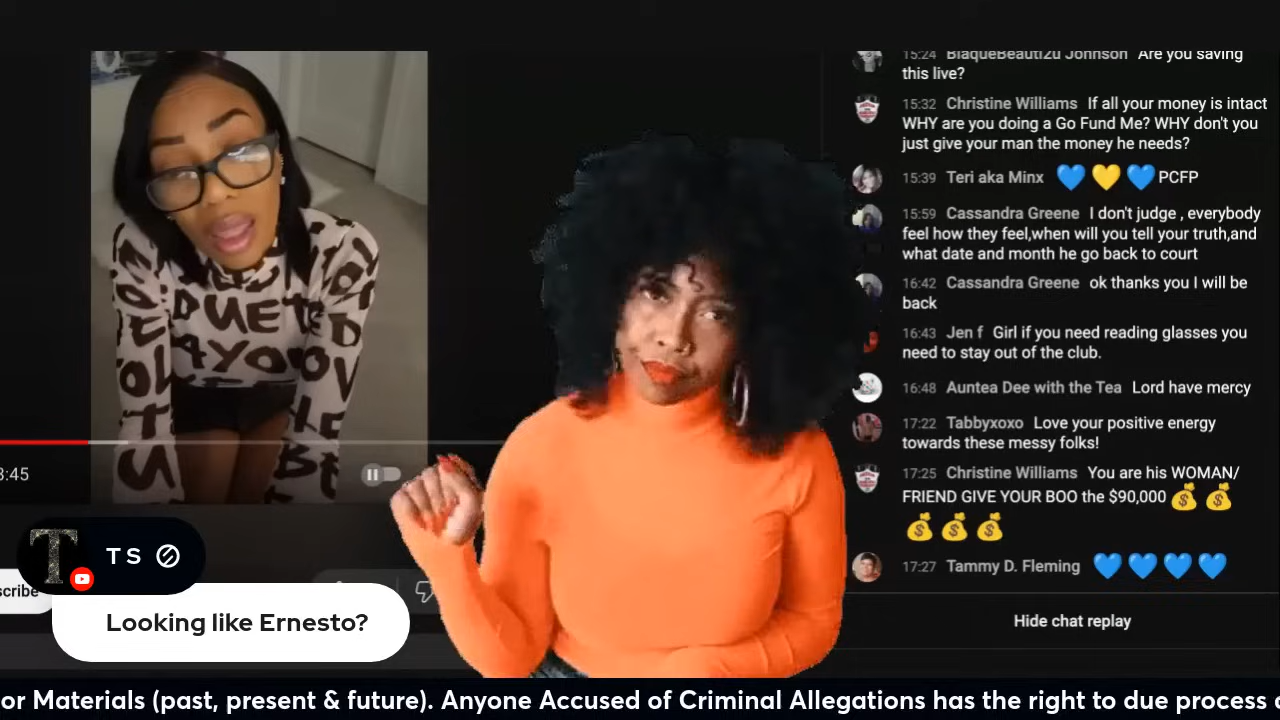 15:24 BlaqueBeauti2u Johnson Are you saving
this live?
15:32 Christine Williams If all your money is intact
WHY are you doing a Go Fund Me? WHY don't you
just give your man the money he needs?
15:39 Teri aka Minx 💙 💛 💙 PCFP
15:59 Cassandra Greene I don't judge , everybody
feel how they feel,when will you tell your truth,and
what date and month he go back to court
16:42 Cassandra Greene ok thanks you I will be
back
16:43 Jen f Girl if you need reading glasses you
need to stay out of the club.
16:48 Auntea Dee with the Tea Lord have mercy
17:22 Tabbyxoxo Love your positive energy
towards these messy folks!
17:25 Christine Williams You are his WOMAN/
FRIEND GIVE YOUR BOO the $90,000 💰 💰
💰 💰 💰
17:27 Tammy D. Fleming 💙 💙 💙 💙
Hide chat replay
3:45
T
TS
scribe
Looking like Ernesto?
or Materials (past, present & future). Anyone Accused of Criminal Allegations has the right to due process